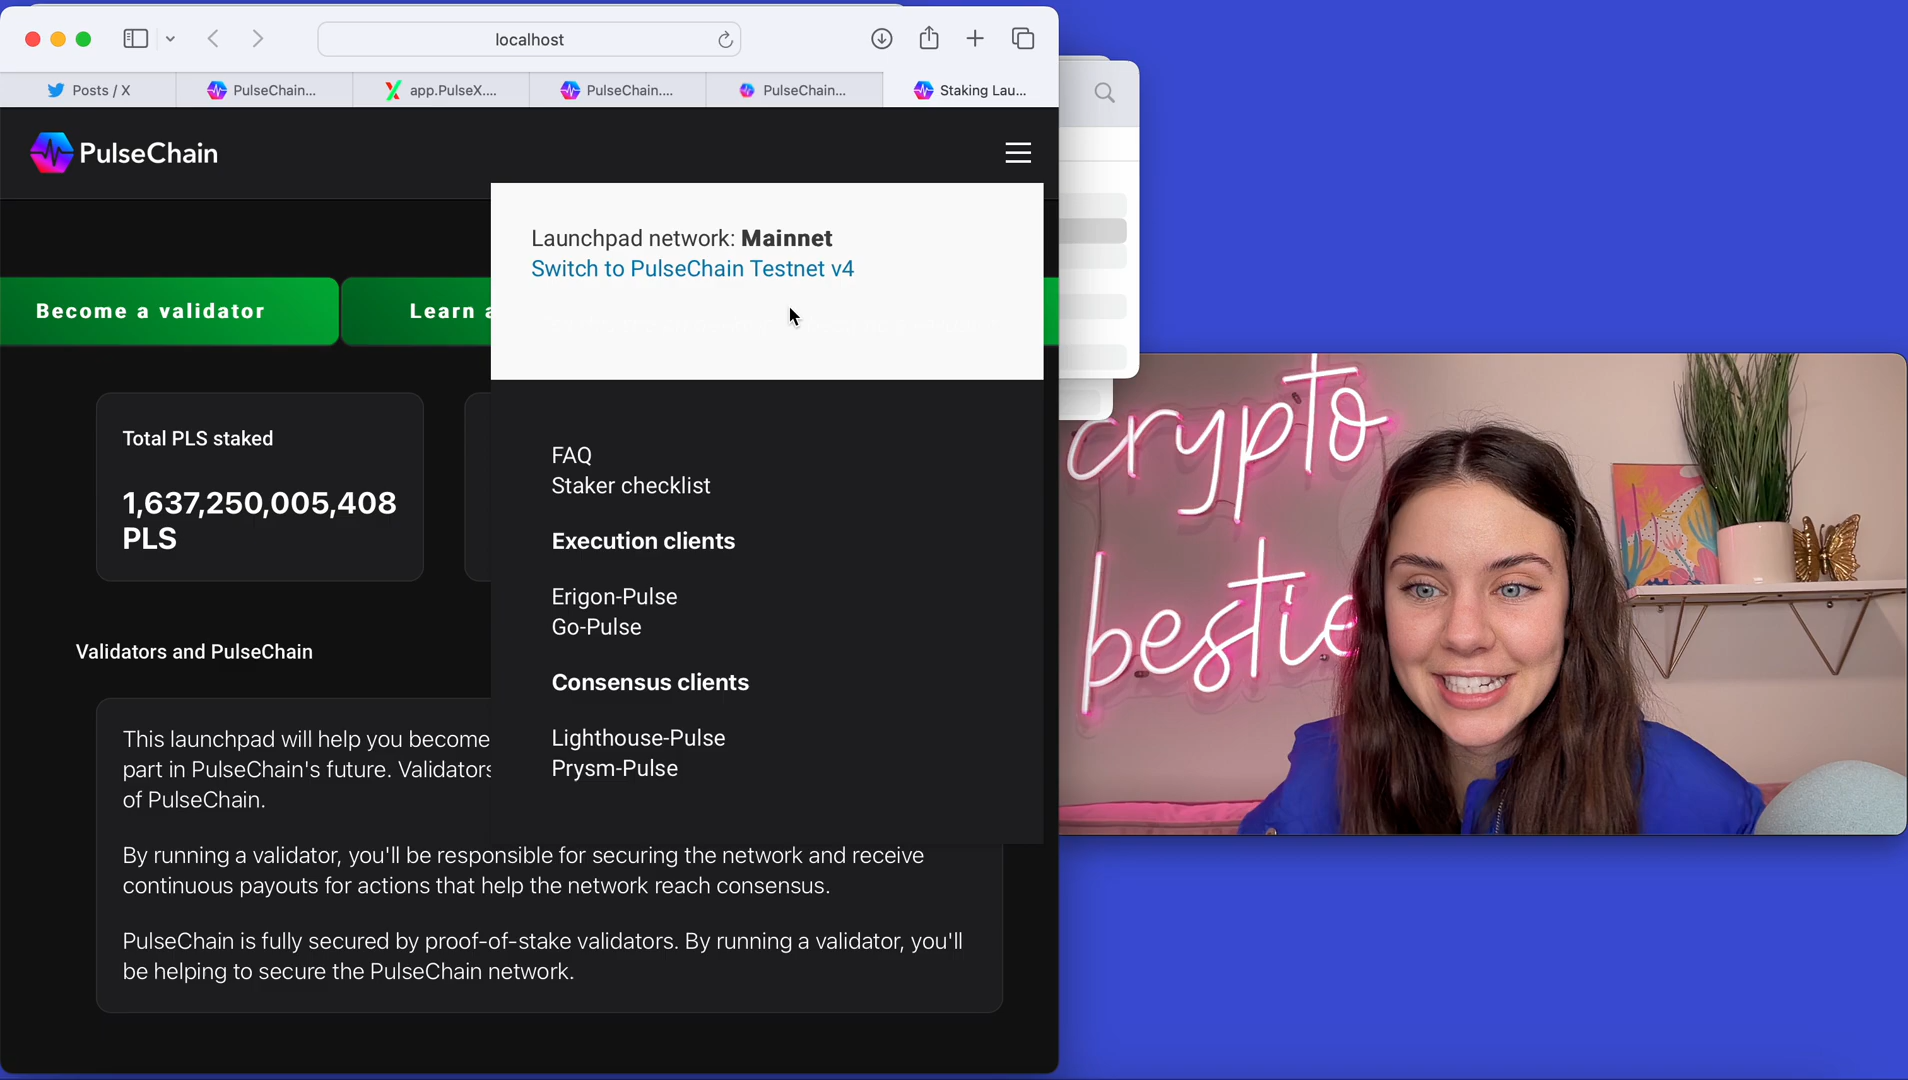 localhost
Posts / X
PulseChain...
app.PulseX....
PulseChain....
PulseChain...
Staking Lau...
PulseChain
Launchpad network: Mainnet
Switch to PulseChain Testnet v4
Become a validator
Learn a
Total PLS staked
1,637,250,005,408
PLS
FAQ
Staker checklist
Execution clients
Erigon-Pulse
Go-Pulse
Consensus clients
Lighthouse-Pulse
Prysm-Pulse
Validators and PulseChain
This launchpad will help you become
part in PulseChain's future. Validators
of PulseChain.
By running a validator, you'll be responsible for securing the network and receive
continuous payouts for actions that help the network reach consensus.
PulseChain is fully secured by proof-of-stake validators. By running a validator, you'll
be helping to secure the PulseChain network.
crypto
bestie